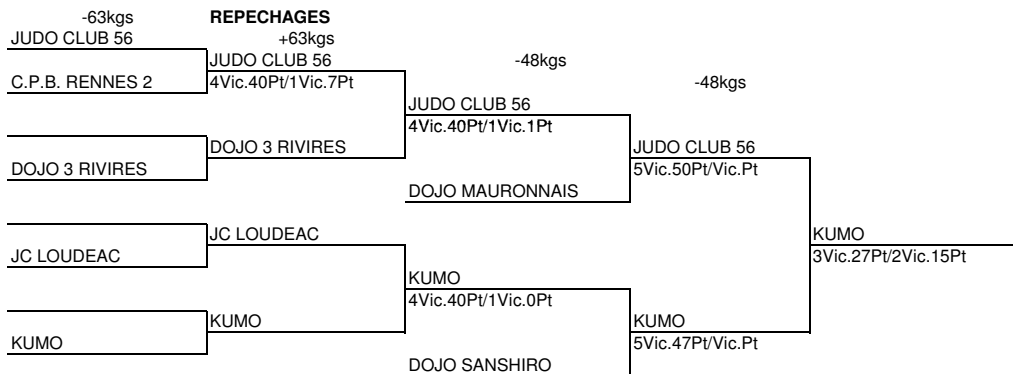 -63kgs
REPECHAGES
JUDO CLUB 56
+63kgs
JUDO CLUB 56
-48kgs
C.P.B. RENNES 2
4Vic.40Pt/1Vic.7Pt
-48kgs
JUDO CLUB 56
4Vic.40Pt/1Vic.1Pt
DOJO 3 RIVIRES
JUDO CLUB 56
DOJO 3 RIVIRES
5Vic.50Pt/Vic.Pt
DOJO MAURONNAIS
JC LOUDEAC
KUMO
JC LOUDEAC
3Vic.27Pt/2Vic.15Pt
KUMO
4Vic.40Pt/1Vic.0Pt
KUMO
KUMO
KUMO
5Vic.47Pt/Vic.Pt
DOJO SANSHIRO